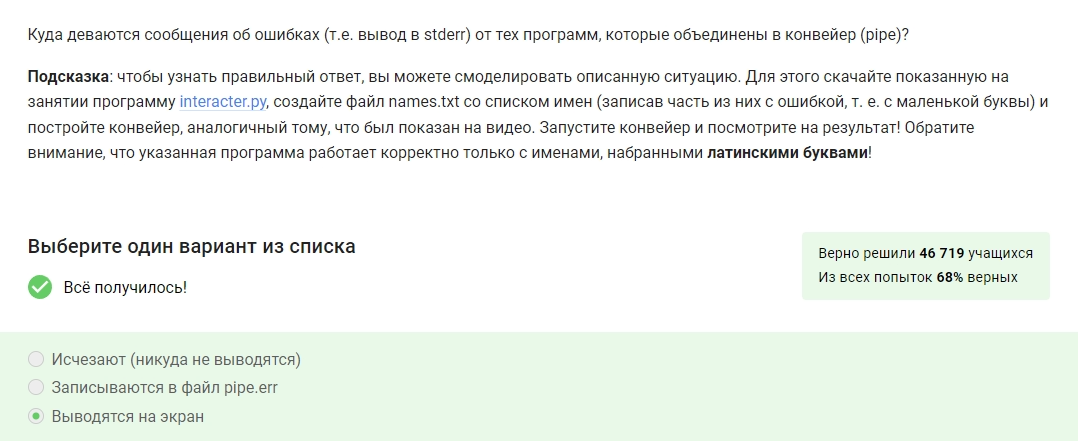 Куда деваются сообщения об ошибках (т.е. вывод в stderr) от тех программ, которые объединены в конвейер (pipe)?
Подсказка: чтобы узнать правильный ответ, вы можете смоделировать описанную ситуацию. Для этого скачайте показанную на
занятии программу interacter.py, создайте файл names.txt со списком имен (записав часть из них с ошибкой, т. е. с маленькой буквы) и
постройте конвейер, аналогичный тому, что был показан на видео. Запустите конвейер и посмотрите на результат! Обратите
внимание, что указанная программа работает корректно только с именами, набранными латинскими буквами!
Выберите один вариант из списка
Всё получилось!
Верно решили 46 719 учащихся
Из всех попыток 68% верных
Исчезают (никуда не выводятся)
Записываются в файл pipe.err
Выводятся на экран